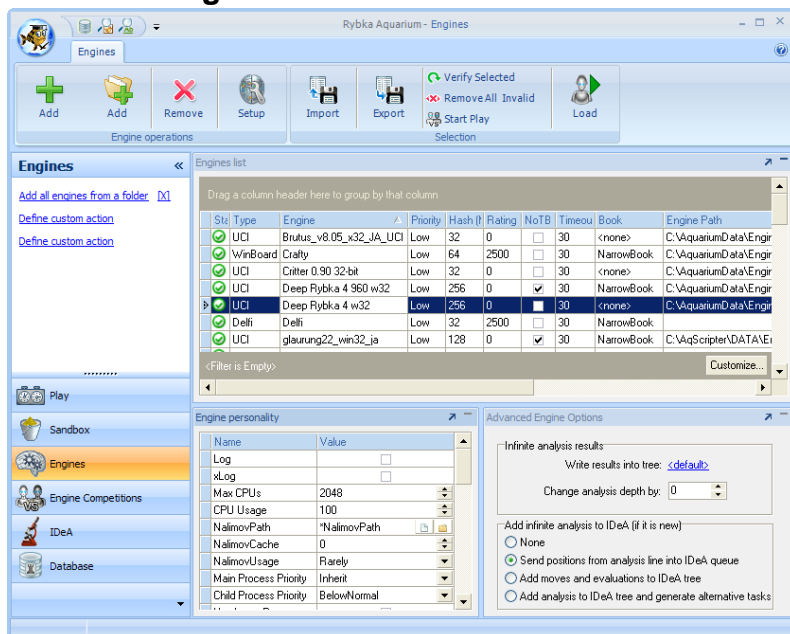 Rybka Aquarium - Engines
Engines
Add
Add
Remove
Setup
Import
Export
Verify Selected
Remove All Invalid
Start Play
Load
Engine operations
Selection
Engines
Add all engines from a folder [X]
Define custom action
Define custom action
Play
Sandbox
Engines
Engine Competitions
IDeA
Database
Engines list
Drag a column header here to group by that column
Sta Type Engine Priority Hash (M Rating NoTB Timeou Book Engine Path
UCI Brutus_v8.05_x32_JA_UCI Low 32 0 30 <none> C:\AquariumData\Engir
WinBoard Crafty Low 64 2500 30 NarrowBook C:\AquariumData\Engir
UCI Critter 0.90 32-bit Low 32 0 30 <none> C:\AquariumData\Engir
UCI Deep Rybka 4 960 w32 Low 256 0 30 NarrowBook C:\AquariumData\Engir
UCI Deep Rybka 4 w32 Low 256 0 30 <none> C:\AquariumData\Engir
Delfi Delfi Low 32 2500 30 NarrowBook
UCI glaurung22_win32_ja Low 128 0 30 NarrowBook C:\AqScripter\DATA\E
<Filter is Empty>
Customize...
Engine personality
Name Value
Log
xLog
Max CPUs 2048
CPU Usage 100
NalimovPath *NalimovPath
NalimovCache 0
NalimovUsage Rarely
Main Process Priority Inherit
Child Process Priority BelowNormal
Advanced Engine Options
Infinite analysis results
Write results into tree: <default>
Change analysis depth by: 0
Add infinite analysis to IDeA (if it is new)
None
Send positions from analysis line into IDeA queue
Add moves and evaluations to IDeA tree
Add analysis to IDeA tree and generate alternative tasks